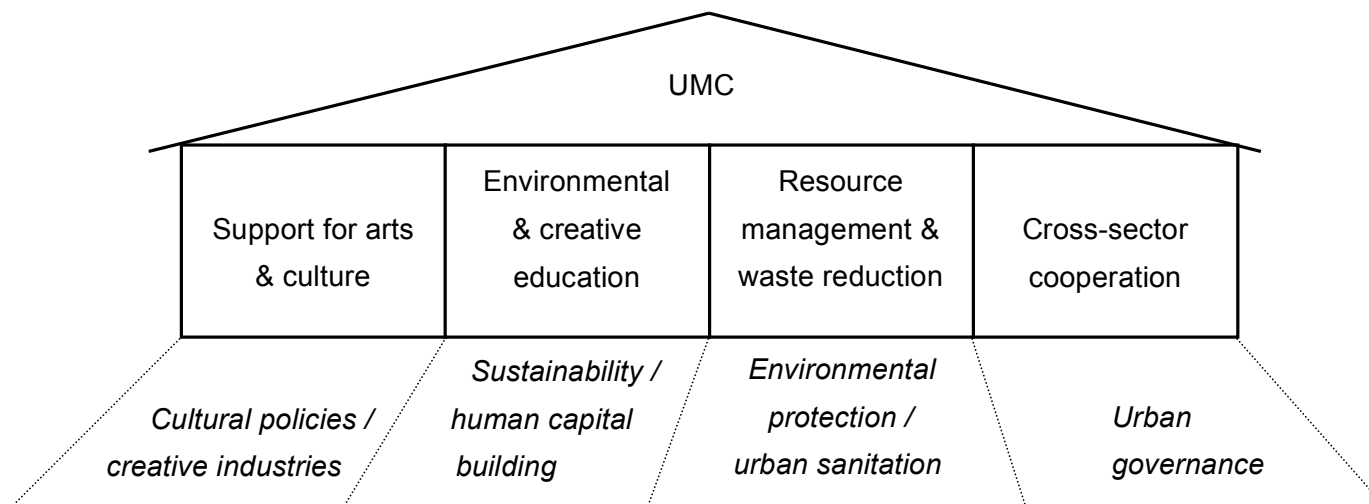 UMC
Support for arts
& culture
Environmental
& creative
education
Resource
management &
waste reduction
Cross-sector
cooperation
Cultural policies /
creative industries
Sustainability /
human capital
building
Environmental
protection /
urban sanitation
Urban
governance